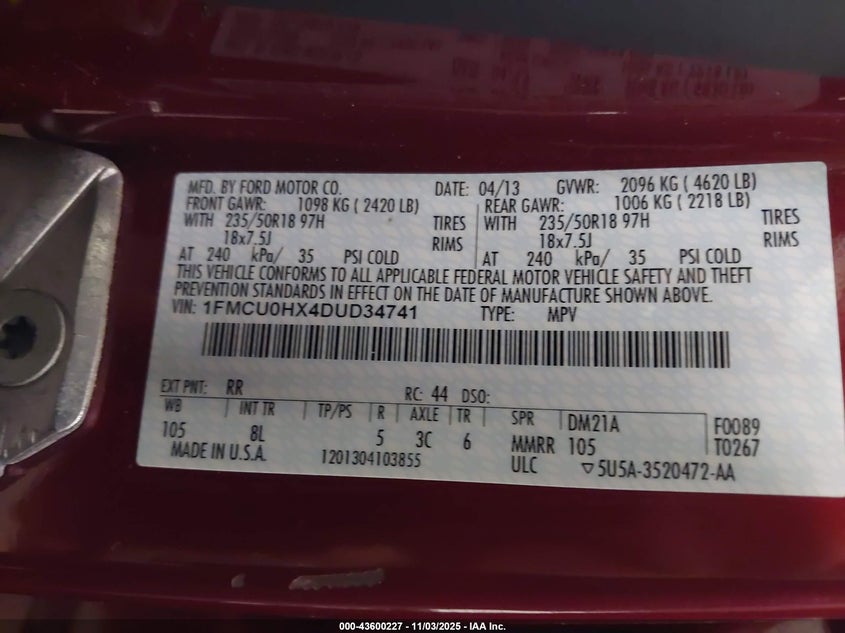 MFD. BY FORD MOTOR CO. DATE: 04/13 GVWR: 2096 KG ( 4620 LB)
FRONT GAWR: 1098 KG ( 2420 LB) REAR GAWR: 1006 KG ( 2218 LB)
WITH 235/50R18 97H TIRES WITH 235/50R18 97H TIRES
18x7.5J RIMS 18x7.5J RIMS
AT 240 kPa/ 35 PSI COLD AT 240 kPa/ 35 PSI COLD
THIS VEHICLE CONFORMS TO ALL APPLICABLE FEDERAL MOTOR VEHICLE SAFETY AND THEFT
PREVENTION STANDARDS IN EFFECT ON THE DATE OF MANUFACTURE SHOWN ABOVE.
VIN: 1FMCU0HX4DUD34741 TYPE: MPV
EXT PNT: RR RC: 44 DSO:
WB INT TR TP/PS R AXLE TR SPR DM21A F0089
105 8L 5 3C 6 MMRR 105 T0267
MADE IN U.S.A. 1201304103855 ULC ▽5U5A-3520472-AA
000-43600227 - 11/03/2025 - IAA Inc.